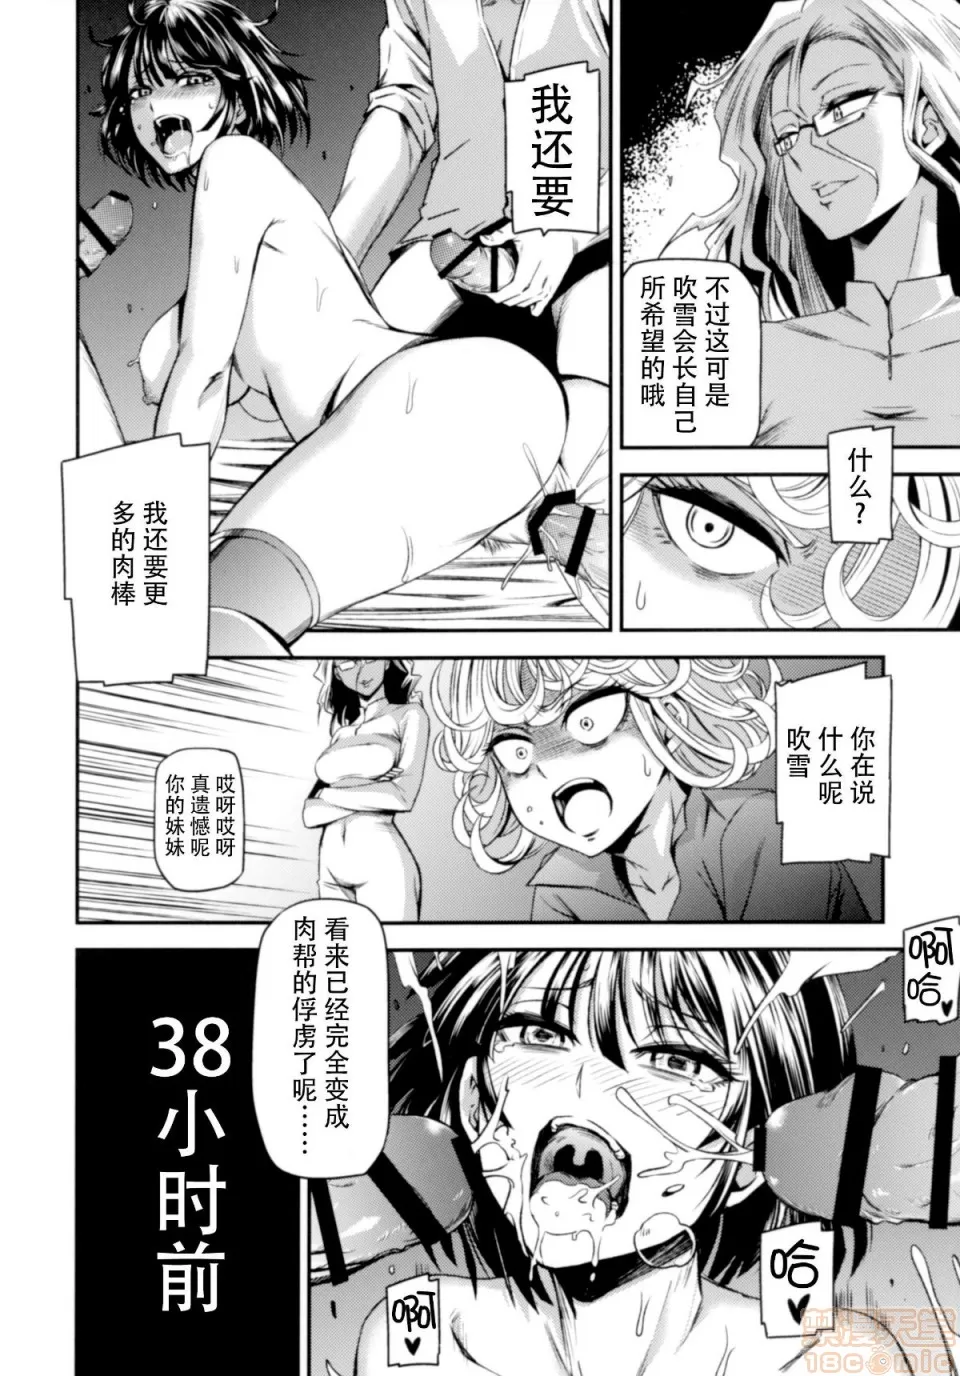 不过这可是
吹雪会长自己
所希望的哦
我还要
什么？
我还要更
多的肉棒
你在说
什么呢
吹雪
哎呀哎呀
真遗憾呢
你的妹妹
看来已经完全变成
肉帮的俘虏了呢……
啊
哈
哈
啊
38
小
时
前
18comic